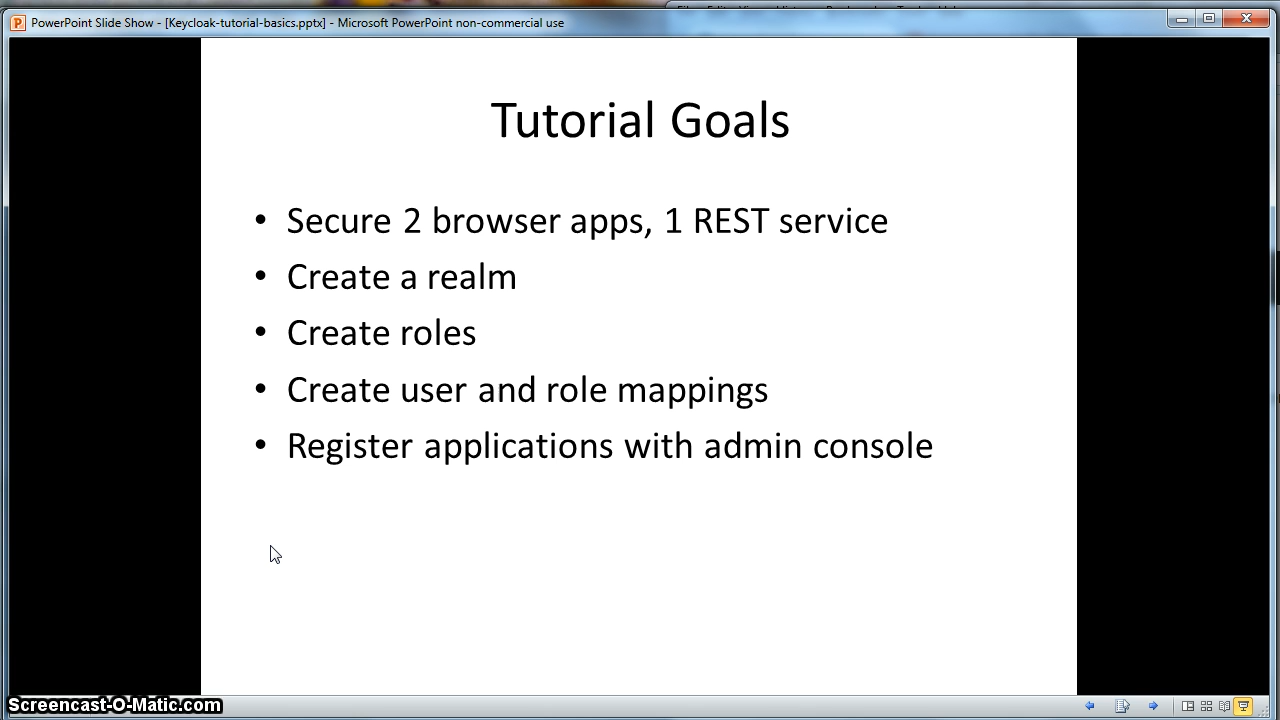 PowerPoint Slide Show - [Keycloak-tutorial-basics.pptx] - Microsoft PowerPoint non-commercial use
Tutorial Goals
• Secure 2 browser apps, 1 REST service
• Create a realm
• Create roles
• Create user and role mappings
• Register applications with admin console
Screencast-O-Matic.com